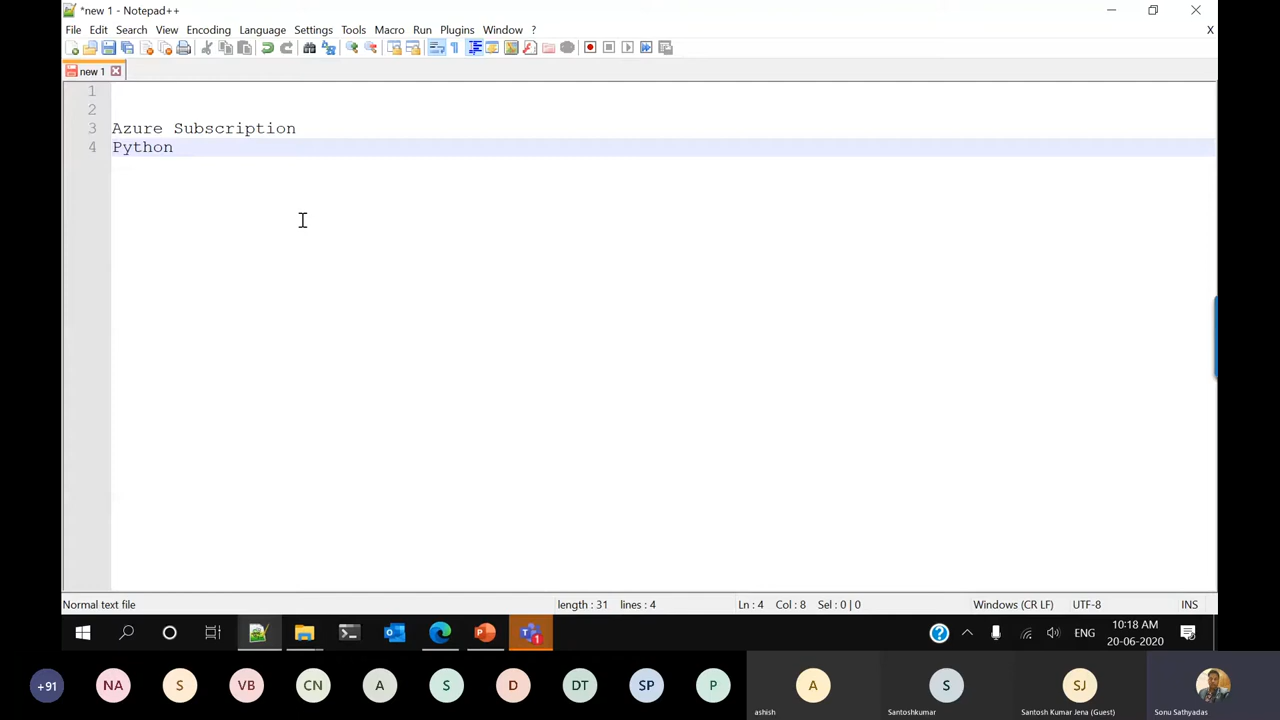 *new 1 - Notepad++
File Edit Search View Encoding Language Settings Tools Macro Run Plugins Window ? X
new 1
1
2
3 Azure Subscription
4 Python
Normal text file length : 31 lines : 4 Ln : 4 Col : 8 Sel : 0 | 0 Windows (CR LF) UTF-8 INS
1 ENG 10:18 AM
20-06-2020
+91 NA S VB CN A S D DT SP P A S SJ
ashish Santoshkumar Santosh Kumar Jena (Guest) Sonu Sathyadas